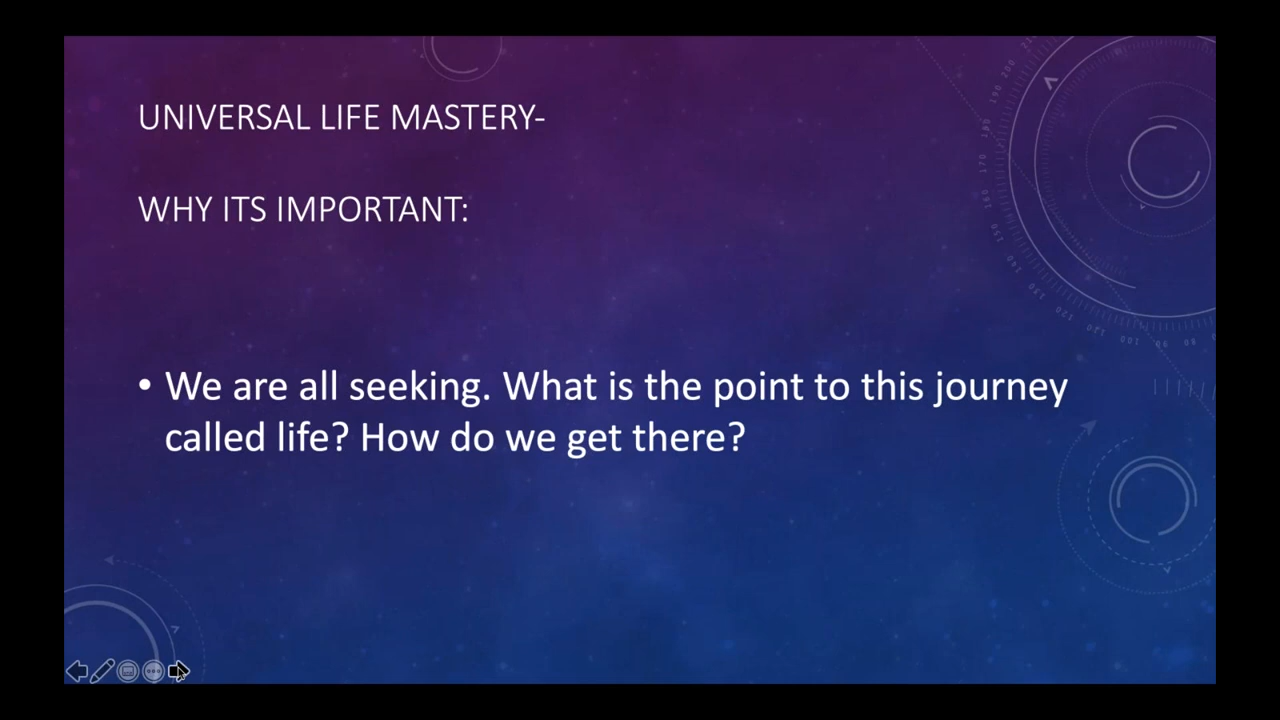 UNIVERSAL LIFE MASTERY-
WHY ITS IMPORTANT:
• We are all seeking. What is the point to this journey
called life? How do we get there?